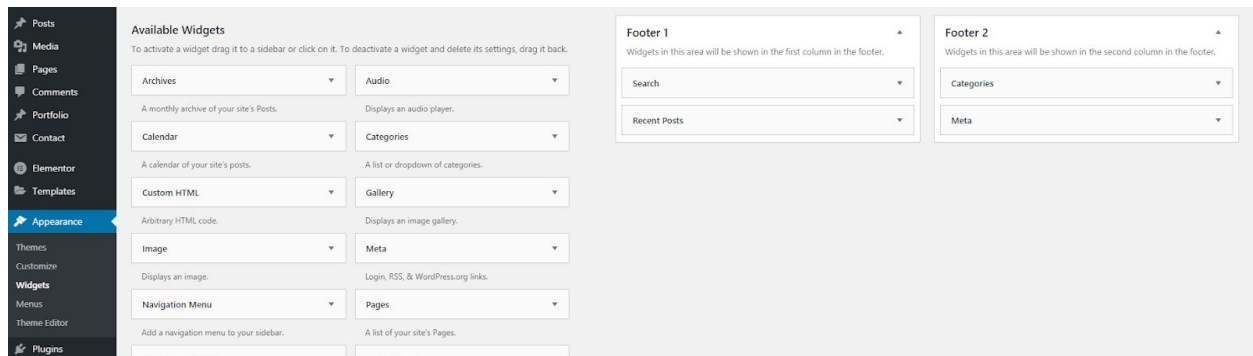 Posts
Media
Pages
Comments
Portfolio
Contact
Elementor
Templates
Appearance
Themes
Customize
Widgets
Menus
Theme Editor
Plugins
Available Widgets
To activate a widget drag it to a sidebar or click on it. To deactivate a widget and delete its settings, drag it back.
Archives
A monthly archive of your site's Posts.
Audio
Displays an audio player.
Calendar
A calendar of your site's posts.
Categories
A list or dropdown of categories.
Custom HTML
Arbitrary HTML code.
Gallery
Displays an image gallery.
Image
Displays an image.
Meta
Login, RSS, & WordPress.org links.
Navigation Menu
Add a navigation menu to your sidebar.
Pages
A list of your site's Pages.
Footer 1
Widgets in this area will be shown in the first column in the footer.
Search
Recent Posts
Footer 2
Widgets in this area will be shown in the second column in the footer.
Categories
Meta